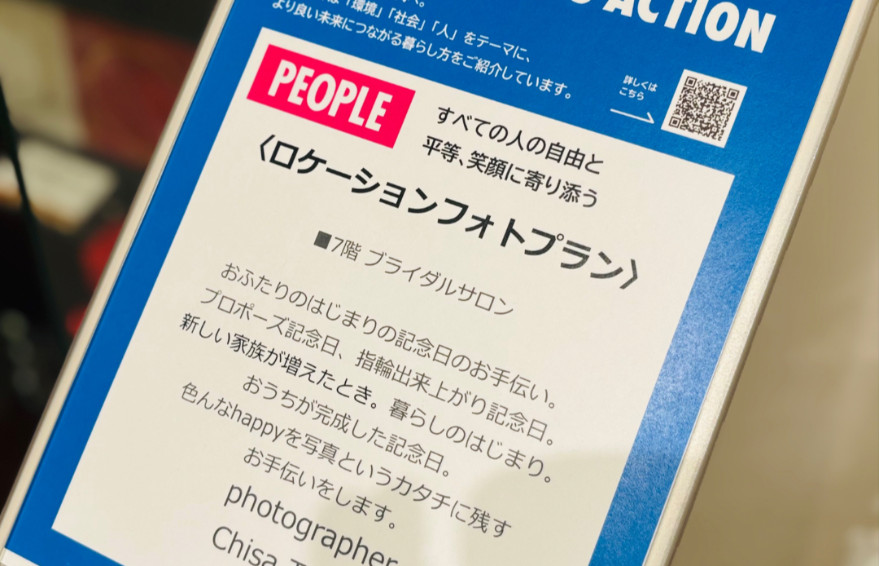 ACTION
「環境」「社会」「人」をテーマに、
より良い未来につながる暮らし方をご紹介しています。
詳しくは
こちら
PEOPLE
すべての人の自由と
平等、笑顔に寄り添う
〈ロケーションフォトプラン〉
■7階 ブライダルサロン
おふたりのはじまりの記念日のお手伝い。
プロポーズ記念日、指輪出来上がり記念日。
新しい家族が増えたとき。暮らしのはじまり。
おうちが完成した記念日。
色んなhappyを写真というカタチに残す
お手伝いをします。
photographer
Chisa